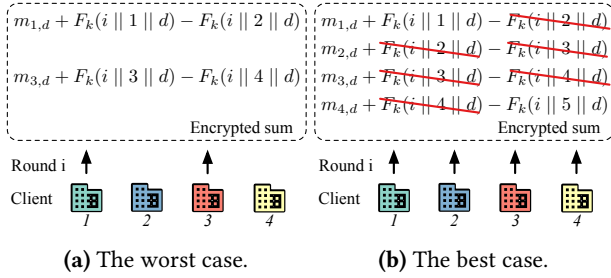 m_{1,d} + F_k(i || 1 || d) − F_k(i || 2 || d)
m_{3,d} + F_k(i || 3 || d) − F_k(i || 4 || d)
Encrypted sum
Round i
Client
1 2 3 4
(a) The worst case.
m_{1,d} + F_k(i || 1 || d) − F_k(i || 2 || d)
m_{2,d} + F_k(i || 2 || d) − F_k(i || 3 || d)
m_{3,d} + F_k(i || 3 || d) − F_k(i || 4 || d)
m_{4,d} + F_k(i || 4 || d) − F_k(i || 5 || d)
Encrypted sum
Round i
Client
1 2 3 4
(b) The best case.